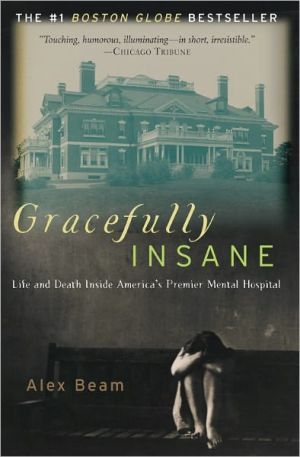 THE #1 BOSTON GLOBE BESTSELLER
"Touching, humorous, illuminating—in short, irresistible."
—CHICAGO TRIBUNE
Gracefully
INSANE
Life and Death Inside America's Premier Mental Hospital
Alex Beam